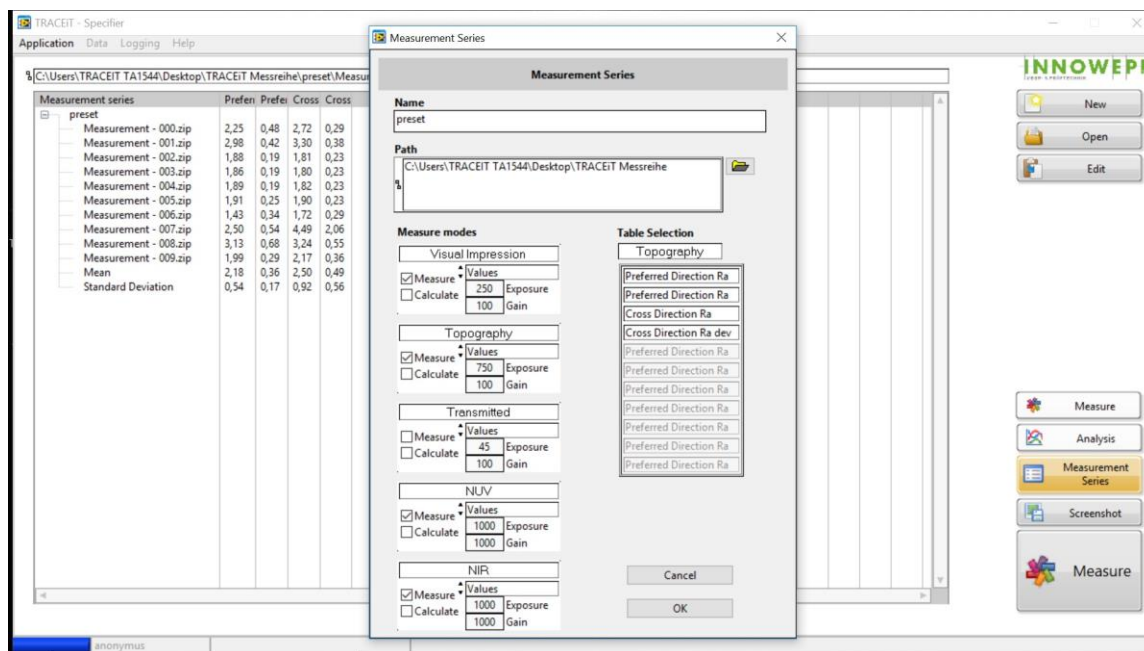 TRACEiT - Specifier
Application Data Logging Help
C:\Users\TRACEIT TA1544\Desktop\TRACEiT Messreihe\preset\Measur
Measurement series Preferr Prefer Cross Cross
preset
Measurement - 000.zip 2,25 0,48 2,72 0,29
Measurement - 001.zip 2,98 0,42 3,30 0,38
Measurement - 002.zip 1,88 0,19 1,81 0,23
Measurement - 003.zip 1,86 0,19 1,80 0,23
Measurement - 004.zip 1,89 0,19 1,82 0,23
Measurement - 005.zip 1,91 0,25 1,90 0,23
Measurement - 006.zip 1,43 0,34 1,72 0,29
Measurement - 007.zip 2,50 0,54 4,49 2,06
Measurement - 008.zip 3,13 0,68 3,24 0,55
Measurement - 009.zip 1,99 0,29 2,17 0,36
Mean 2,18 0,36 2,50 0,49
Standard Deviation 0,54 0,17 0,92 0,56
anonymus
Measurement Series
Measurement Series
Name
preset
Path
C:\Users\TRACEIT TA1544\Desktop\TRACEiT Messreihe
Measure modes
Visual Impression
Measure Values
250 Exposure
Calculate
100 Gain
Topography
Measure Values
750 Exposure
Calculate
100 Gain
Transmitted
Measure Values
45 Exposure
Calculate
100 Gain
NUV
Measure Values
1000 Exposure
Calculate
1000 Gain
NIR
Measure Values
1000 Exposure
Calculate
1000 Gain
Table Selection
Topography
Preferred Direction Ra
Preferred Direction Ra
Cross Direction Ra
Cross Direction Ra dev
Preferred Direction Ra
Preferred Direction Ra
Preferred Direction Ra
Preferred Direction Ra
Preferred Direction Ra
Preferred Direction Ra
Preferred Direction Ra
Cancel
OK
INNOWEP
New
Open
Edit
Measure
Analysis
Measurement
Series
Screenshot
Measure